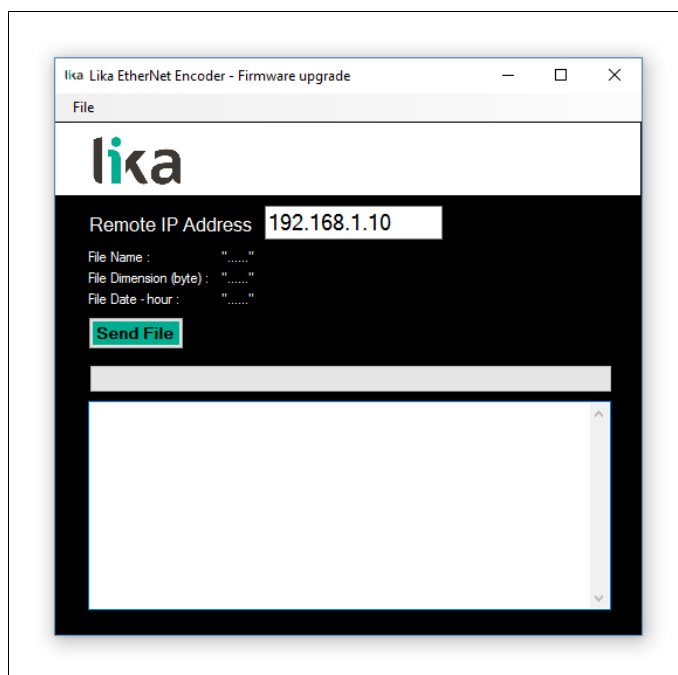 lika Lika EtherNet Encoder - Firmware upgrade
File
lika
Remote IP Address 192.168.1.10
File Name : "......"
File Dimension (byte) : "......"
File Date - hour : "......"
Send File